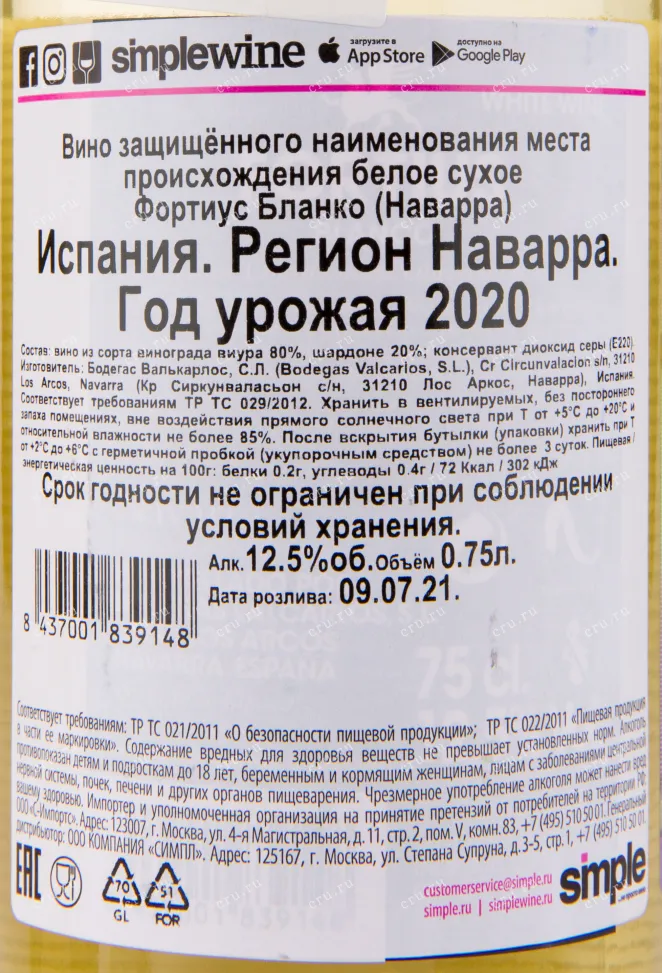 simplewine загрузите в App Store доступно на Google Play
Вино защищённого наименования места
происхождения белое сухое
Фортиус Бланко (Наварра)
Испания. Регион Наварра.
Год урожая 2020
Состав: вино из сорта винограда виура 80%, шардоне 20%; консервант диоксид серы (E220).
Изготовитель: Бодегас Валькарлос, С.Л. (Bodegas Valcarlos, S.L.), Cr Circunvalacion s/n, 31210
Los Arcos, Navarra (Кр Сиркунваласьон с/н, 31210 Лос Аркос, Наварра), Испания.
Соответствует требованиям ТР ТС 029/2012. Хранить в вентилируемых, без постороннего
запаха помещениях, вне воздействия прямого солнечного света при Т от +5°С до +20°С и
относительной влажности не более 85%. После вскрытия бутылки (упаковки) хранить при Т
от +2°С до +6°С с герметичной пробкой (укупорочным средством) не более 3 суток. Пищевая /
энергетическая ценность на 100г: белки 0.2г, углеводы 0.4г / 72 Ккал / 302 кДж
Срок годности не ограничен при соблюдении
условий хранения.
Алк. 12.5%об. Объём 0.75л.
Дата розлива: 09.07.21.
8 437001 839148
75 cl.
Соответствует требованиям: ТР ТС 021/2011 «О безопасности пищевой продукции»; ТР ТС 022/2011 «Пищевая продукция
в части ее маркировки». Содержание вредных для здоровья веществ не превышает установленных норм. Алкоголь
противопоказан детям и подросткам до 18 лет, беременным и кормящим женщинам, лицам с заболеваниями центральной
нервной системы, почек, печени и других органов пищеварения. Чрезмерное употребление алкоголя может нанести вред
вашему здоровью. Импортер и уполномоченная организация на принятие претензий от потребителей на территории РФ:
ООО «С-Импорт». Адрес: 123007, г. Москва, ул. 4-я Магистральная, д. 11, стр. 2, пом. V, комн. 83, +7 (495) 510 50 01. Генеральный
дистрибьютор: ООО КОМПАНИЯ «СИМПЛ». Адрес: 125167, г. Москва, ул. Степана Супруна, д. 3-5, стр. 1, +7 (495) 510 50 01.
EAC
70
GL
51
FOR
customerservice@simple.ru
simple.ru | simplewine.ru
simple
...не просто вино
cru.ru